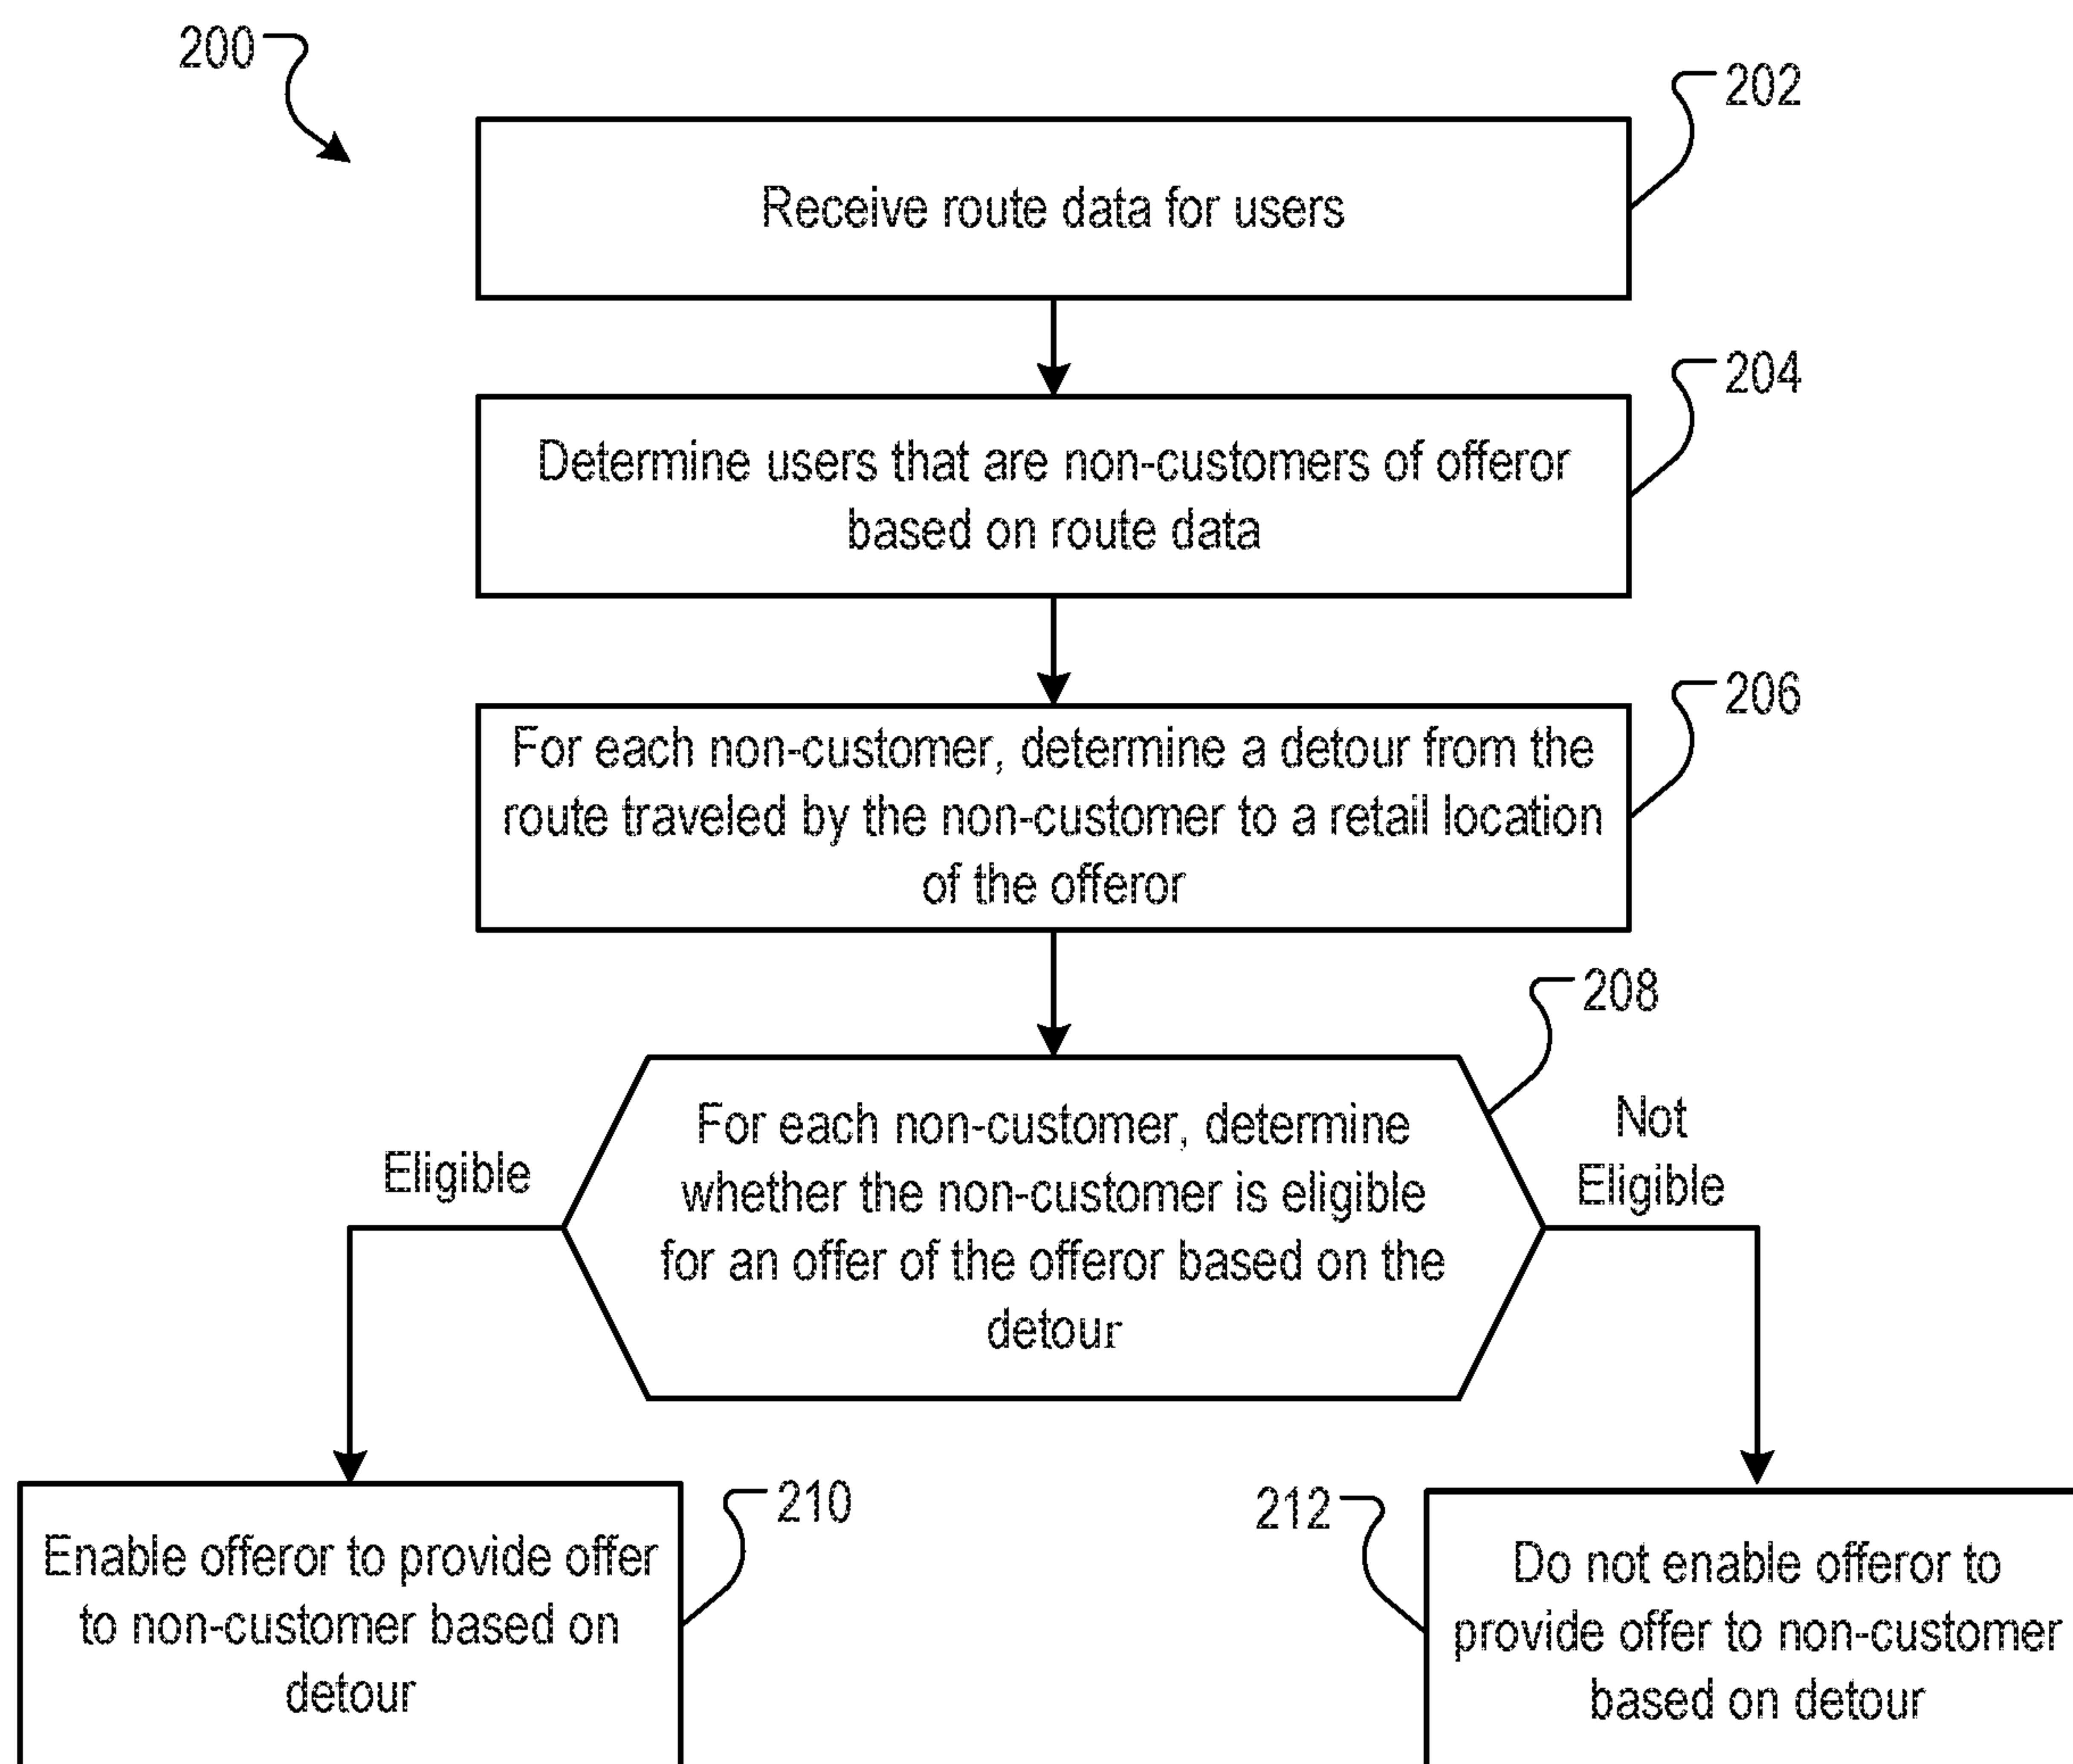 200
202
Receive route data for users
204
Determine users that are non-customers of offeror
based on route data
206
For each non-customer, determine a detour from the
route traveled by the non-customer to a retail location
of the offeror
208
For each non-customer, determine
whether the non-customer is eligible
for an offer of the offeror based on the
detour
Eligible
Not
Eligible
210
Enable offeror to provide offer
to non-customer based on
detour
212
Do not enable offeror to
provide offer to non-customer
based on detour